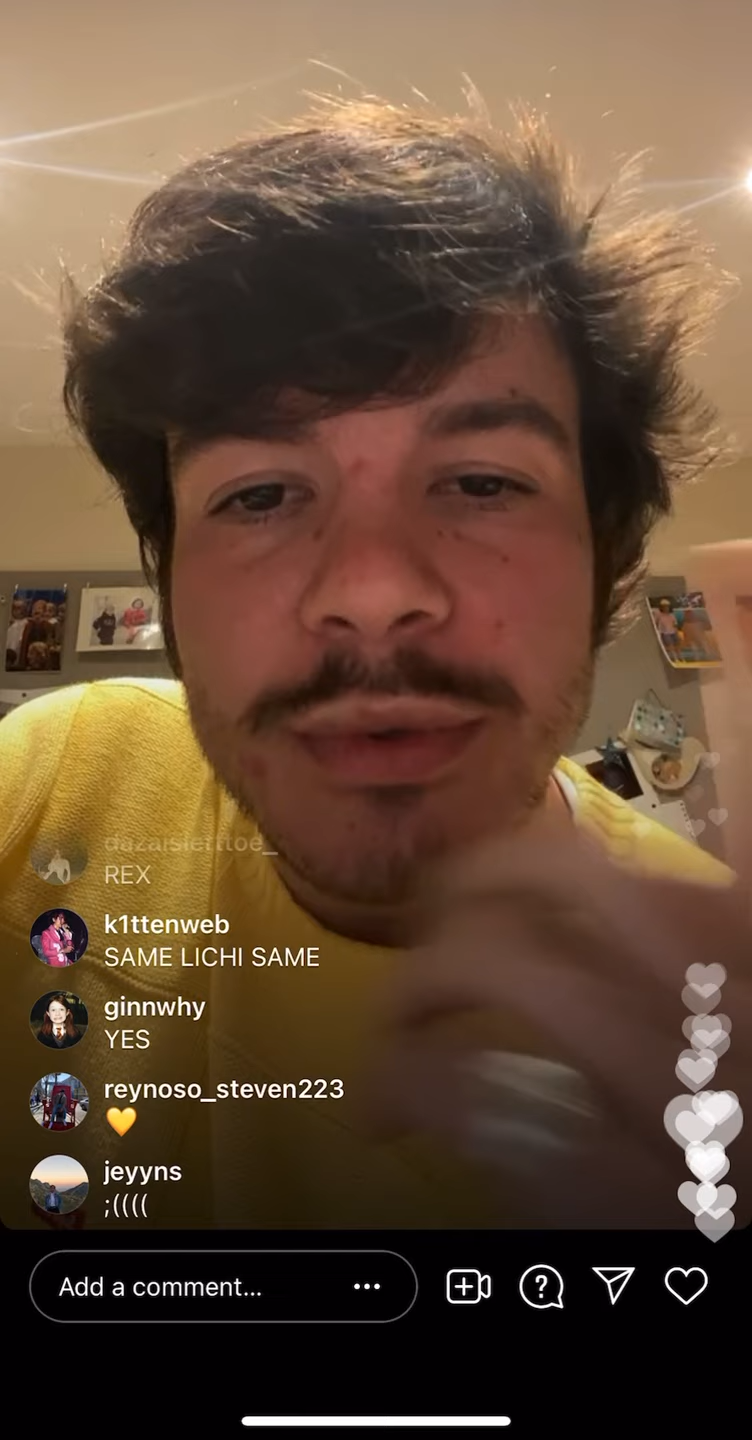 REX
k1ttenweb
SAME LICHI SAME
ginnwhy
YES
reynoso_steven223
💛
jeyyns
;((((
Add a comment...